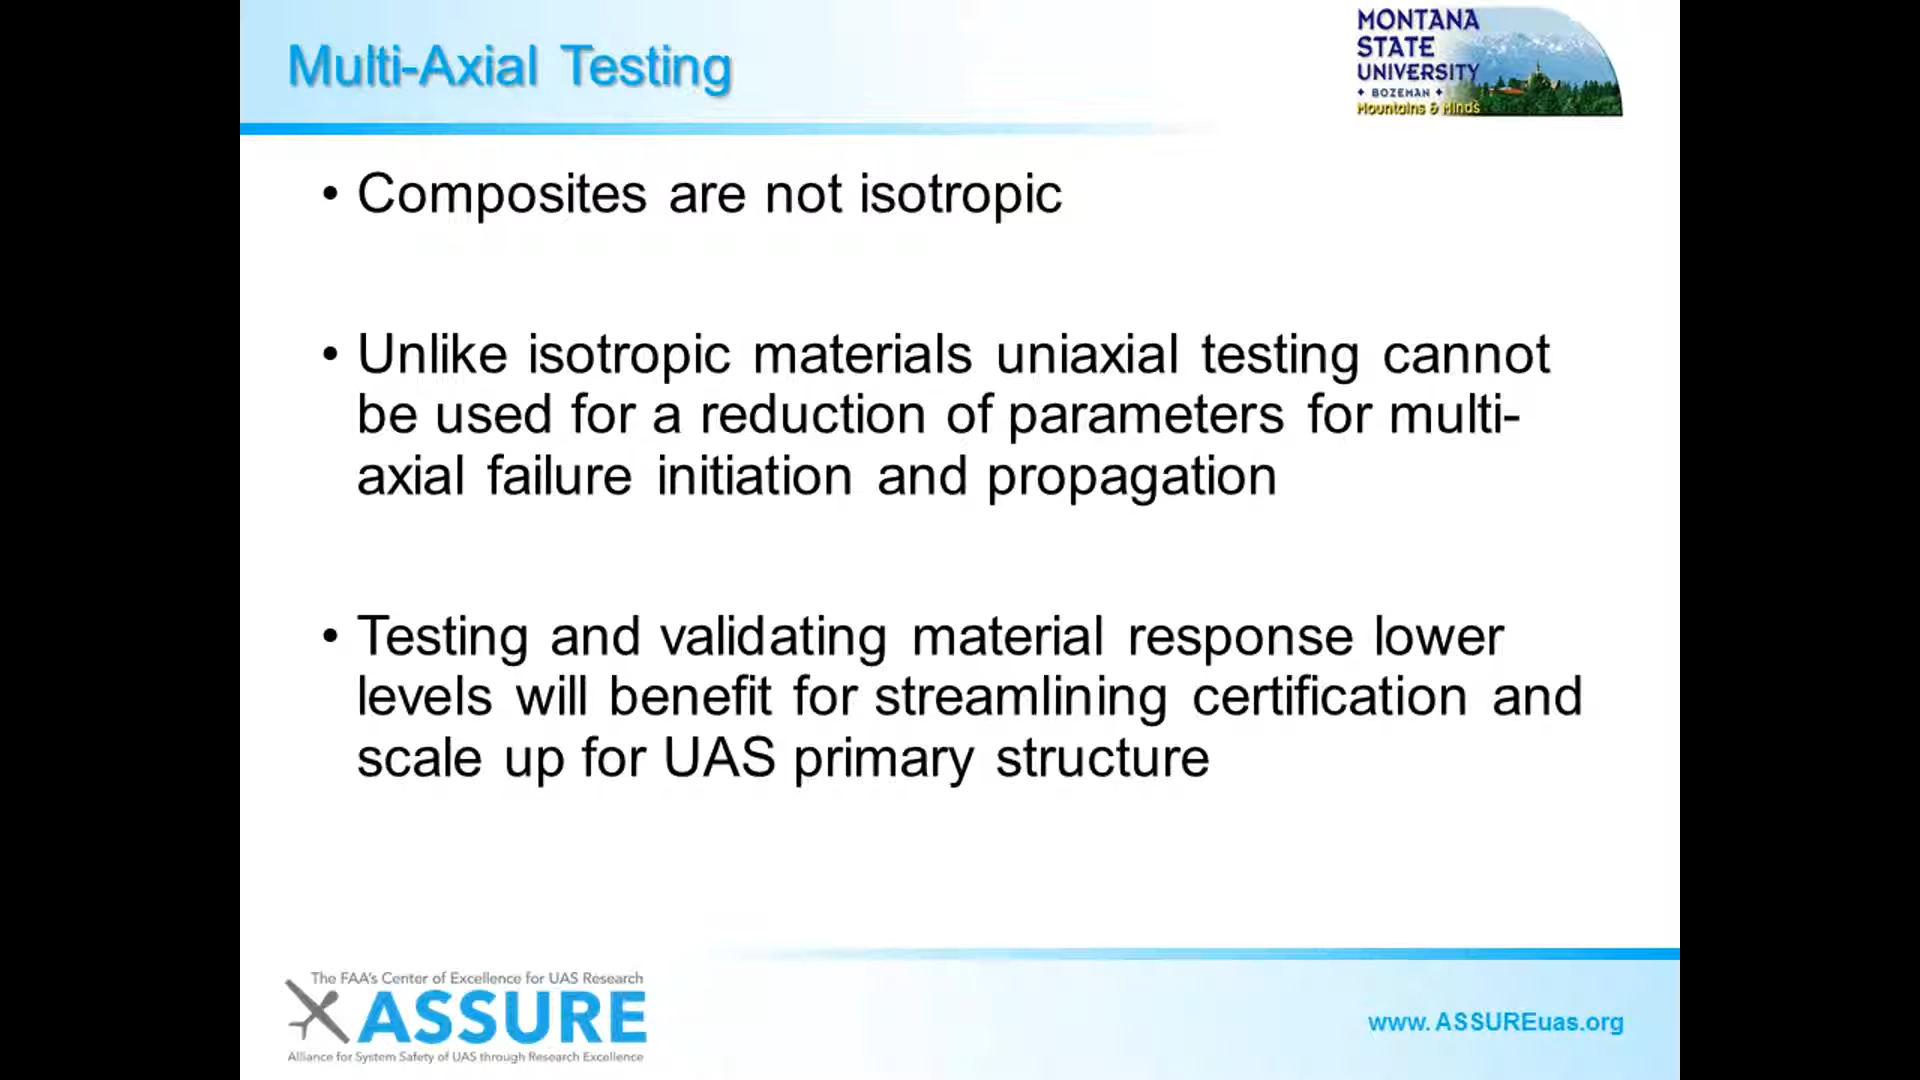 Multi-Axial Testing
MONTANA
STATE
UNIVERSITY
BOZEMAN
Mountains & Minds
• Composites are not isotropic
• Unlike isotropic materials uniaxial testing cannot
be used for a reduction of parameters for multi-
axial failure initiation and propagation
• Testing and validating material response lower
levels will benefit for streamlining certification and
scale up for UAS primary structure
The FAA's Center of Excellence for UAS Research
ASSURE
Alliance for System Safety of UAS through Research Excellence
www.ASSUREuas.org